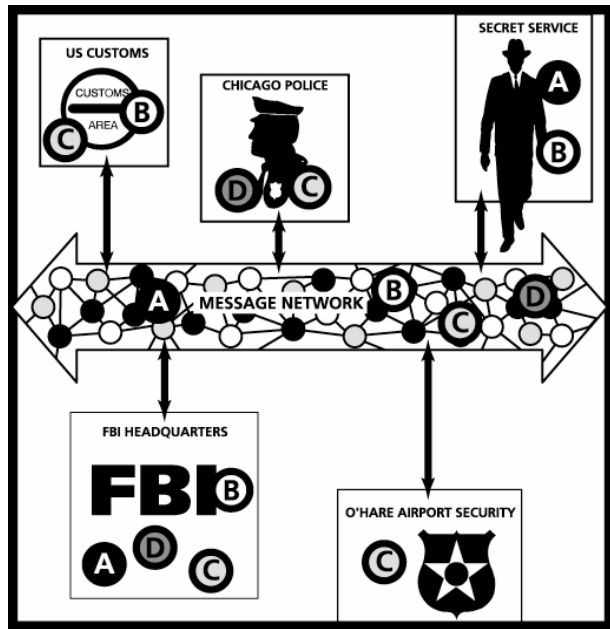 US CUSTOMS
CUSTOMS
B
AREA
C
CHICAGO POLICE
D
C
SECRET SERVICE
A
B
A
MESSAGE NETWORK
B
C
D
FBI HEADQUARTERS
FBI
B
A
D
C
O'HARE AIRPORT SECURITY
C